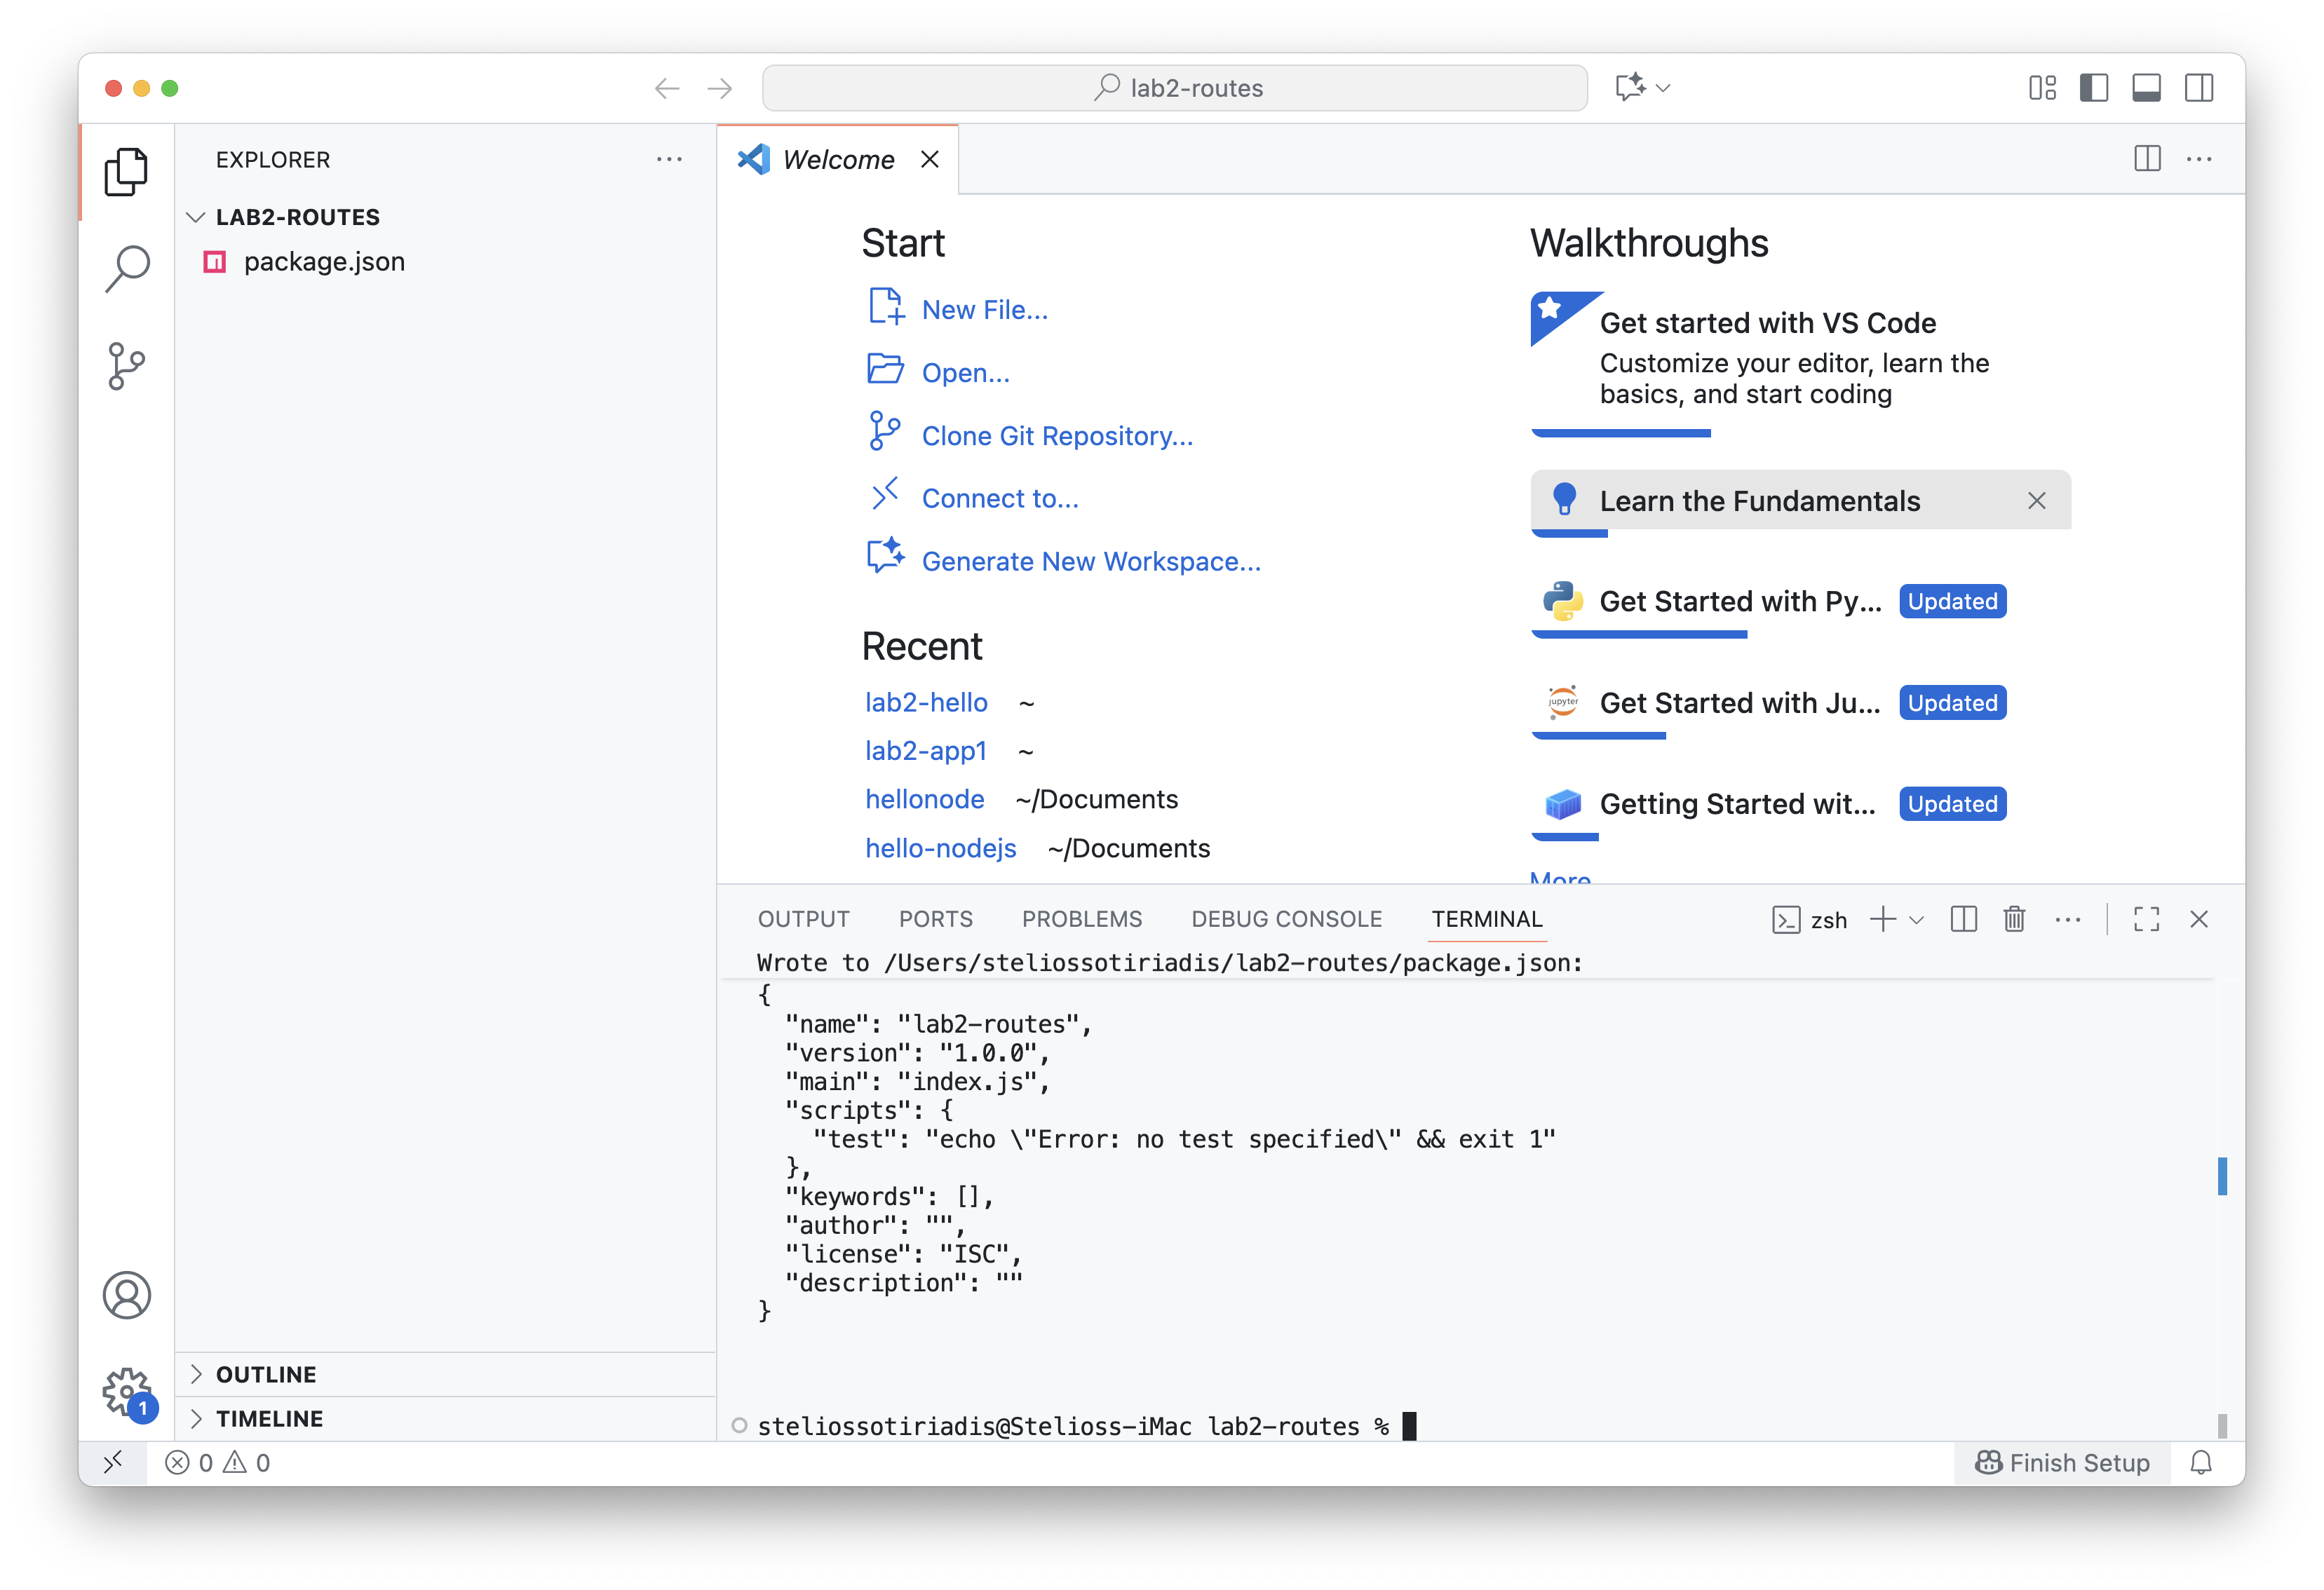 lab2-routes
EXPLORER
LAB2-ROUTES
package.json
OUTLINE
TIMELINE
1
Welcome
Start
New File...
Open...
Clone Git Repository...
Connect to...
Generate New Workspace...
Recent
lab2-hello ~
lab2-app1 ~
hellonode ~/Documents
hello-nodejs ~/Documents
Walkthroughs
Get started with VS Code
Customize your editor, learn the
basics, and start coding
Learn the Fundamentals
Get Started with Py... Updated
jupyter
Get Started with Ju... Updated
Getting Started wit... Updated
More
OUTPUT PORTS PROBLEMS DEBUG CONSOLE TERMINAL zsh
Wrote to /Users/steliossotiriadis/lab2-routes/package.json:
{
  "name": "lab2-routes",
  "version": "1.0.0",
  "main": "index.js",
  "scripts": {
    "test": "echo \"Error: no test specified\" && exit 1"
  },
  "keywords": [],
  "author": "",
  "license": "ISC",
  "description": ""
}
steliossotiriadis@Stelioss-iMac lab2-routes %
0 0
Finish Setup